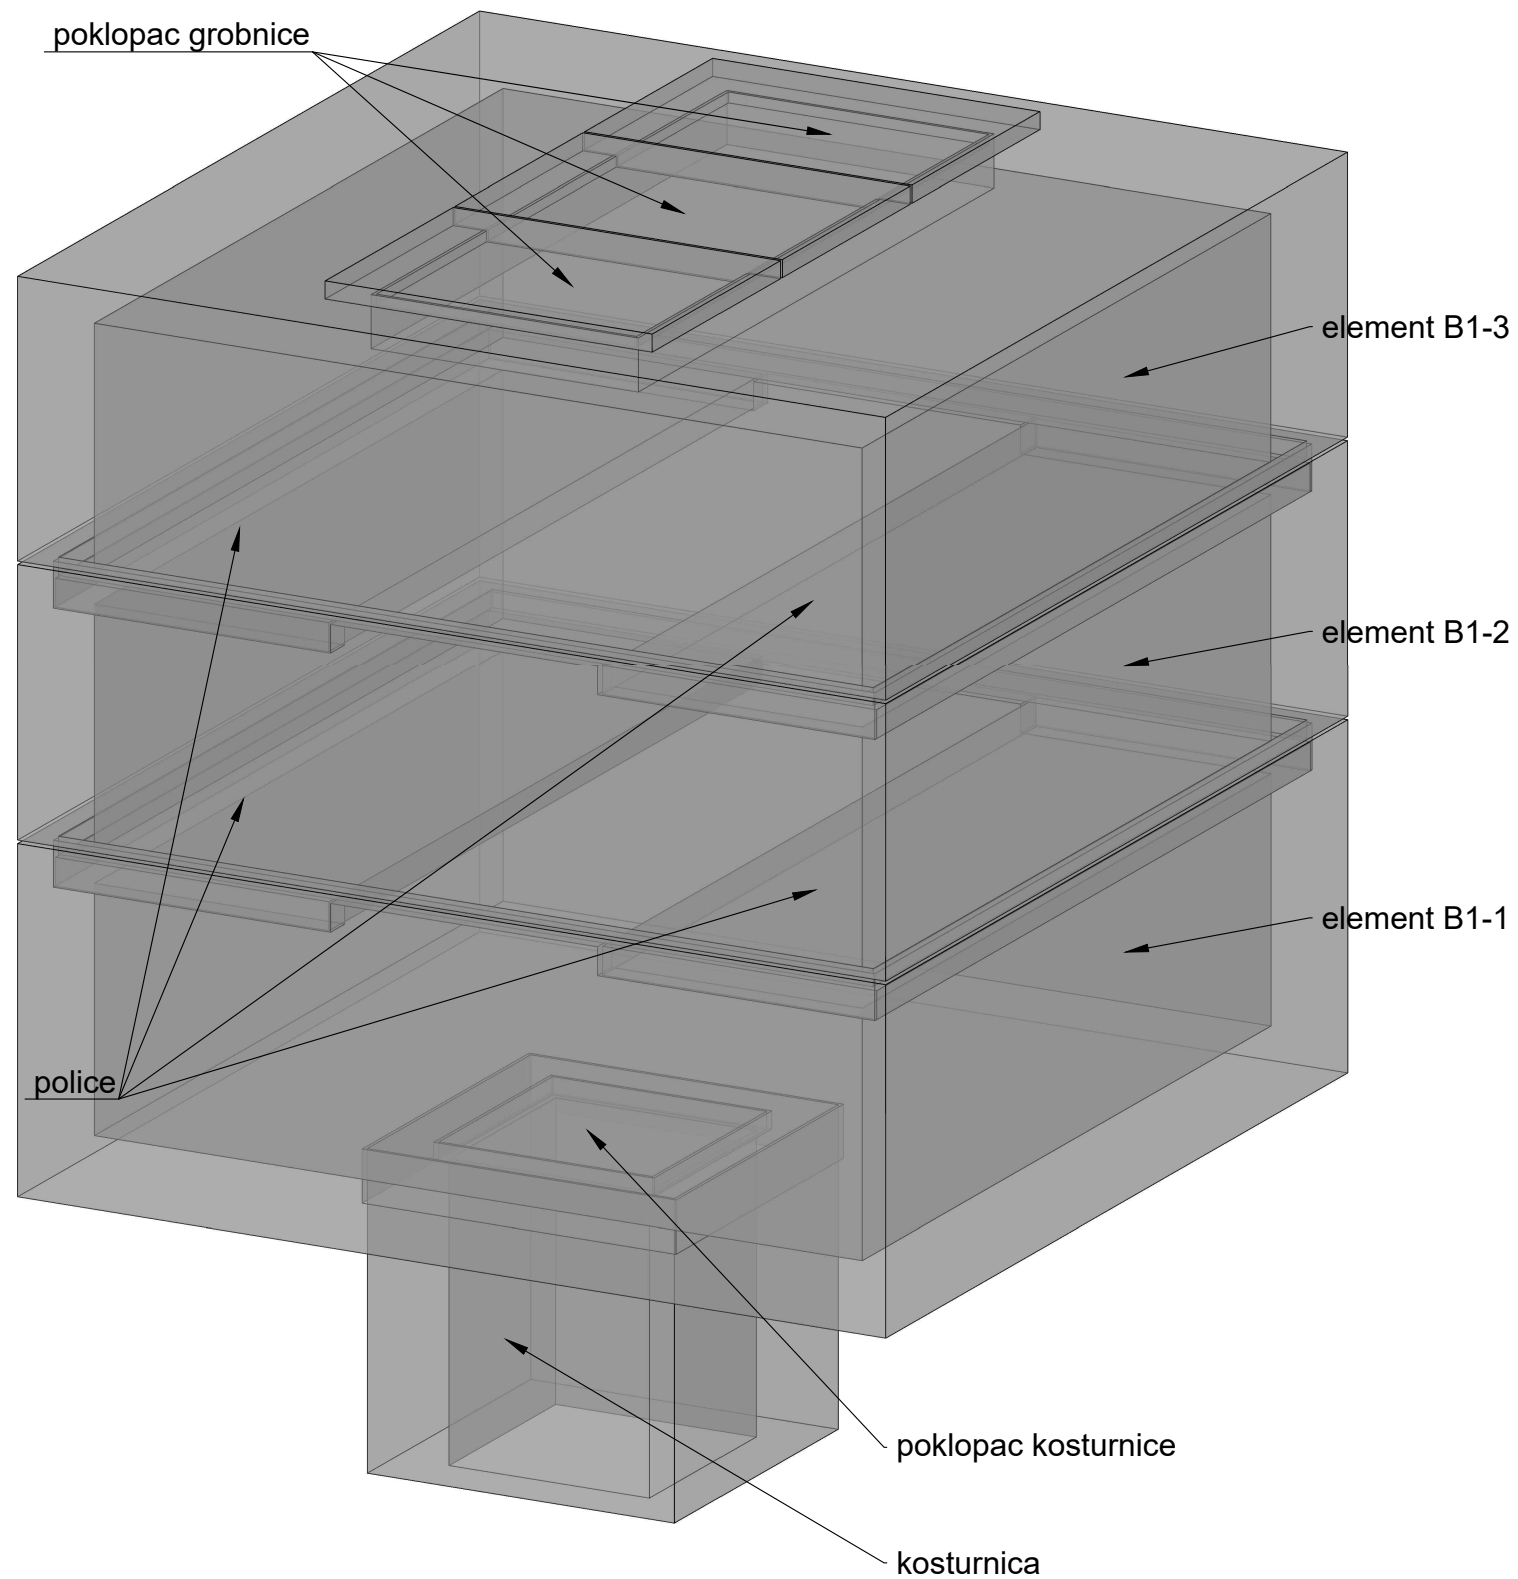 poklopac grobnice
element B1-3
element B1-2
element B1-1
police
poklopac kosturnice
kosturnica